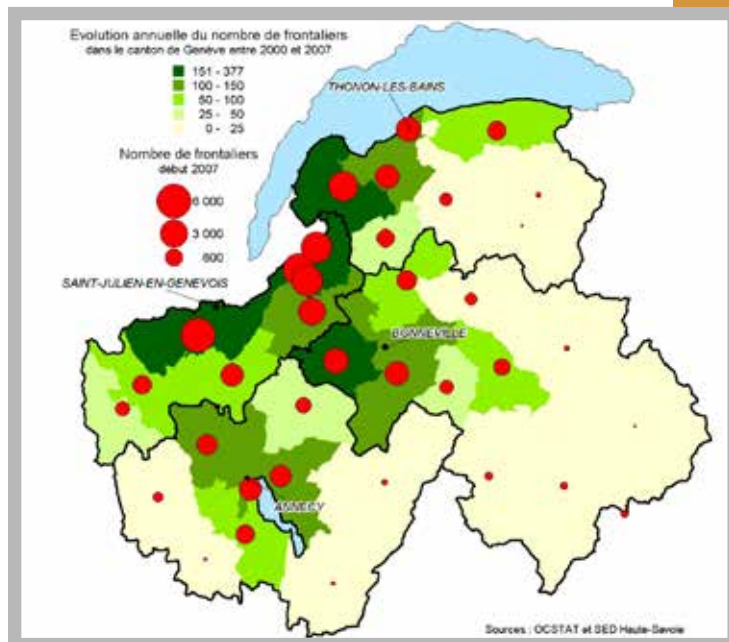 Evolution annuelle du nombre de frontaliers
dans le canton de Genève entre 2000 et 2007
151 - 377
100 - 150
50 - 100
25 - 50
0 - 25
Nombre de frontaliers
début 2007
6 000
3 000
600
THONON-LES-BAINS
SAINT-JULIEN-EN-GENEVOIS
BONNEVILLE
ANNECY
Sources : OCSTAT et SED Haute-Savoie